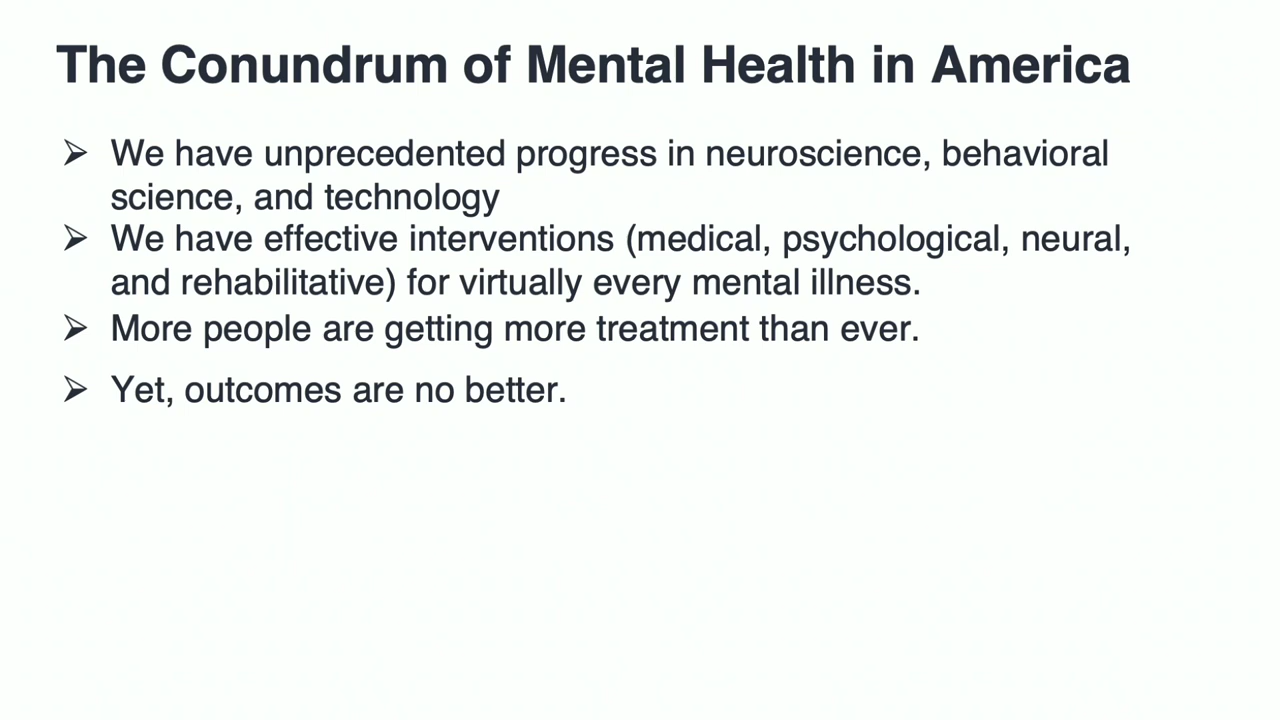 The Conundrum of Mental Health in America
➢ We have unprecedented progress in neuroscience, behavioral
science, and technology
➢ We have effective interventions (medical, psychological, neural,
and rehabilitative) for virtually every mental illness.
➢ More people are getting more treatment than ever.
➢ Yet, outcomes are no better.